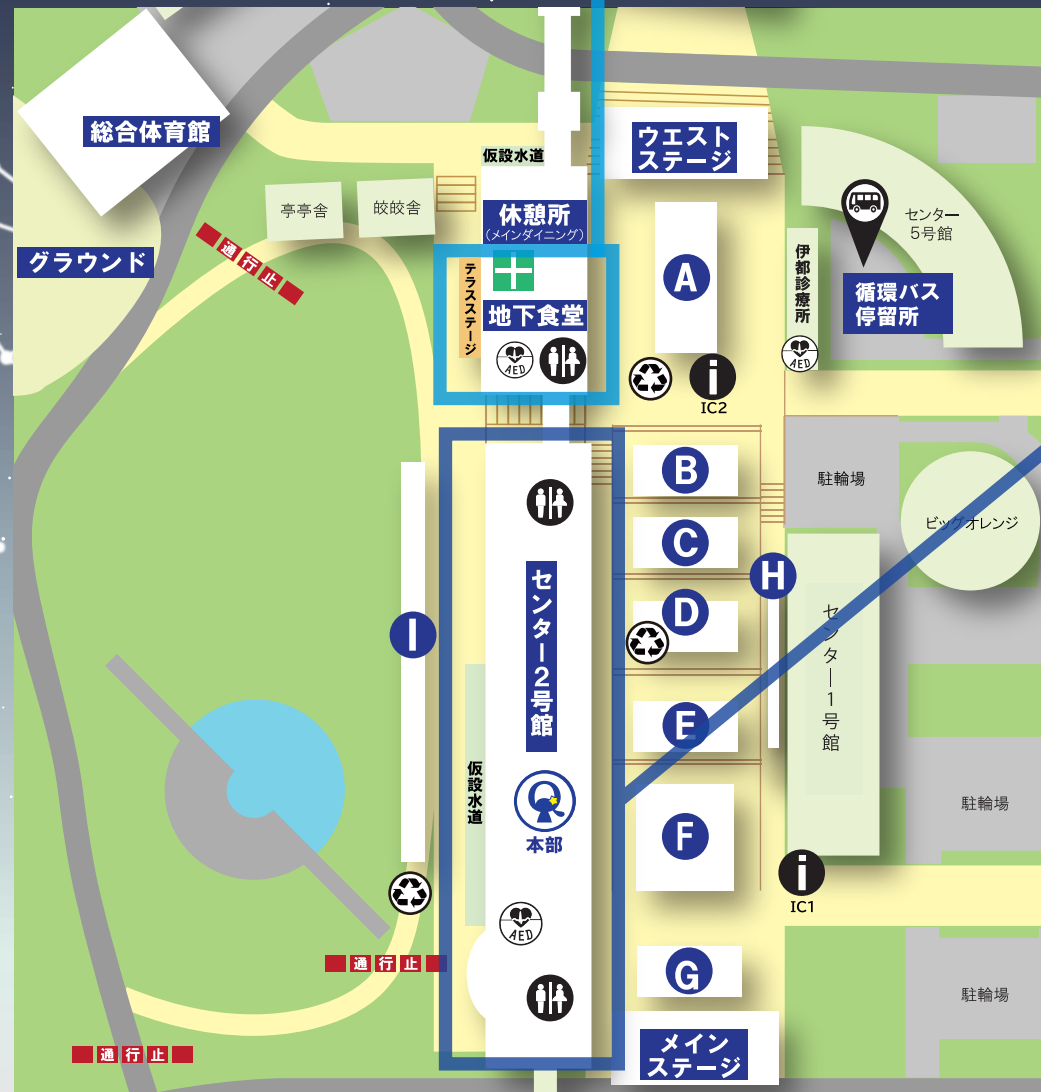 総合体育館
仮設水道
ウエスト
ステージ
亭亭舎
皎皎舎
休憩所
(メインダイニング)
センター
5号館
グラウンド
通行止
テラスステージ
地下食堂
AED
A
伊都診療所
AED
循環バス
停留所
i
IC2
B
駐輪場
C
ビッグオレンジ
H
D
I
センター2号館
センター1号館
E
仮設水道
本部
F
駐輪場
i
IC1
AED
通行止
G
駐輪場
メイン
ステージ
通行止